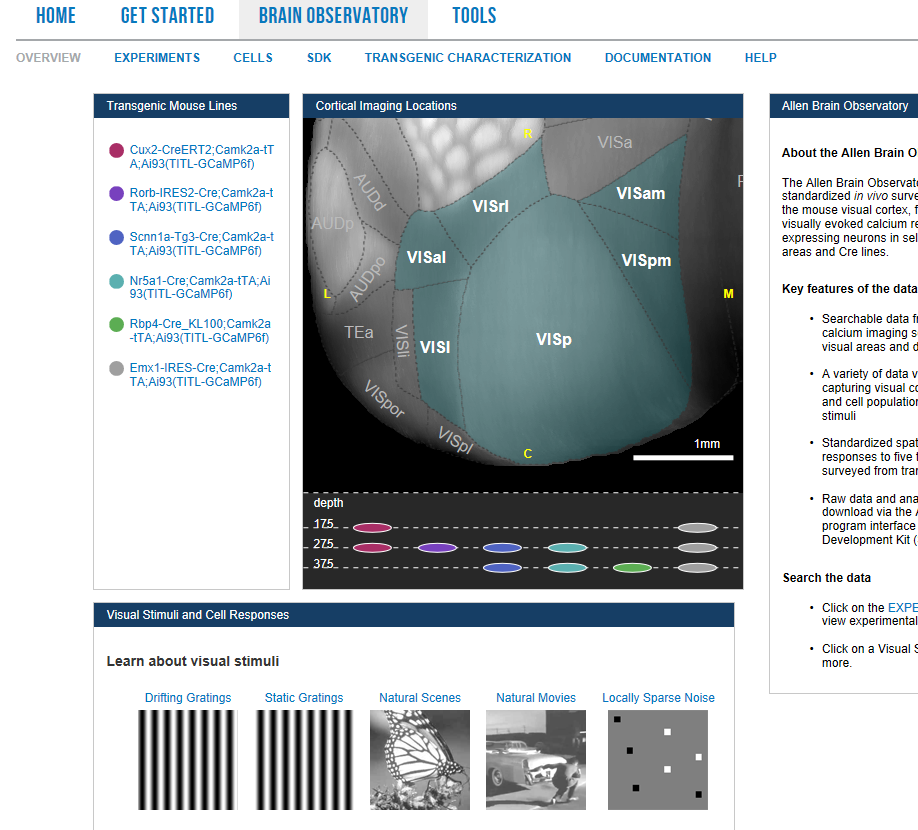 HOME GET STARTED BRAIN OBSERVATORY TOOLS
OVERVIEW EXPERIMENTS CELLS SDK TRANSGENIC CHARACTERIZATION DOCUMENTATION HELP
Transgenic Mouse Lines
Cux2-CreERT2;Camk2a-tT
A;Ai93(TITL-GCaMP6f)
Rorb-IRES2-Cre;Camk2a-t
TA;Ai93(TITL-GCaMP6f)
Scnn1a-Tg3-Cre;Camk2a-t
TA;Ai93(TITL-GCaMP6f)
Nr5a1-Cre;Camk2a-tTA;Ai
93(TITL-GCaMP6f)
Rbp4-Cre_KL100;Camk2a
-tTA;Ai93(TITL-GCaMP6f)
Emx1-IRES-Cre;Camk2a-t
TA;Ai93(TITL-GCaMP6f)
Cortical Imaging Locations
R
VISa
AUDd
VISam
VISrl
AUDp
VISal
VISpm
AUDpo
L
M
TEa
VISli
VISl
VISp
VISpor
VISpl
1mm
C
depth
175
275
375
Allen Brain Observatory
About the Allen Brain O
The Allen Brain Observato
standardized in vivo surve
the mouse visual cortex, f
visually evoked calcium re
expressing neurons in sel
areas and Cre lines.
Key features of the data
• Searchable data fr
calcium imaging s
visual areas and d
• A variety of data v
capturing visual co
and cell population
stimuli
• Standardized spat
responses to five t
surveyed from tran
• Raw data and ana
download via the A
program interface
Development Kit (
Search the data
• Click on the EXPE
view experimental
• Click on a Visual S
more.
Visual Stimuli and Cell Responses
Learn about visual stimuli
Drifting Gratings Static Gratings Natural Scenes Natural Movies Locally Sparse Noise